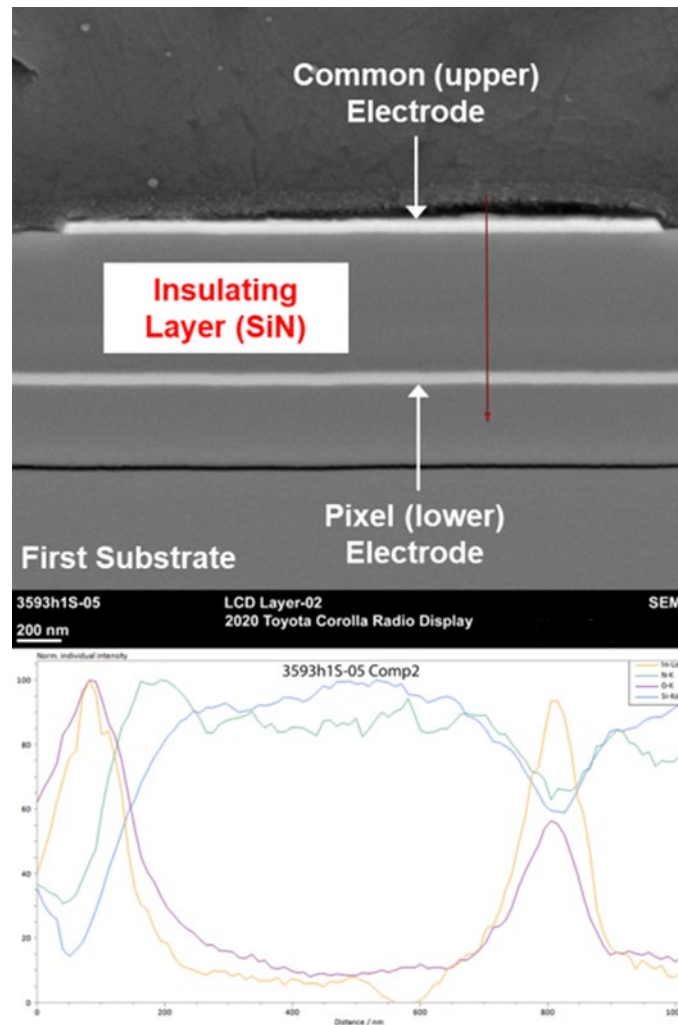 Common (upper)
Electrode
Insulating
Layer (SiN)
Pixel (lower)
Electrode
First Substrate
3593h1S-05
LCD Layer-02
SEM
2020 Toyota Corolla Radio Display
200 nm
Norm. individual intensity
3593h1S-05 Comp2
N-K
O-K
100
80
60
40
20
0
0
200
400
600
800
Distance / nm